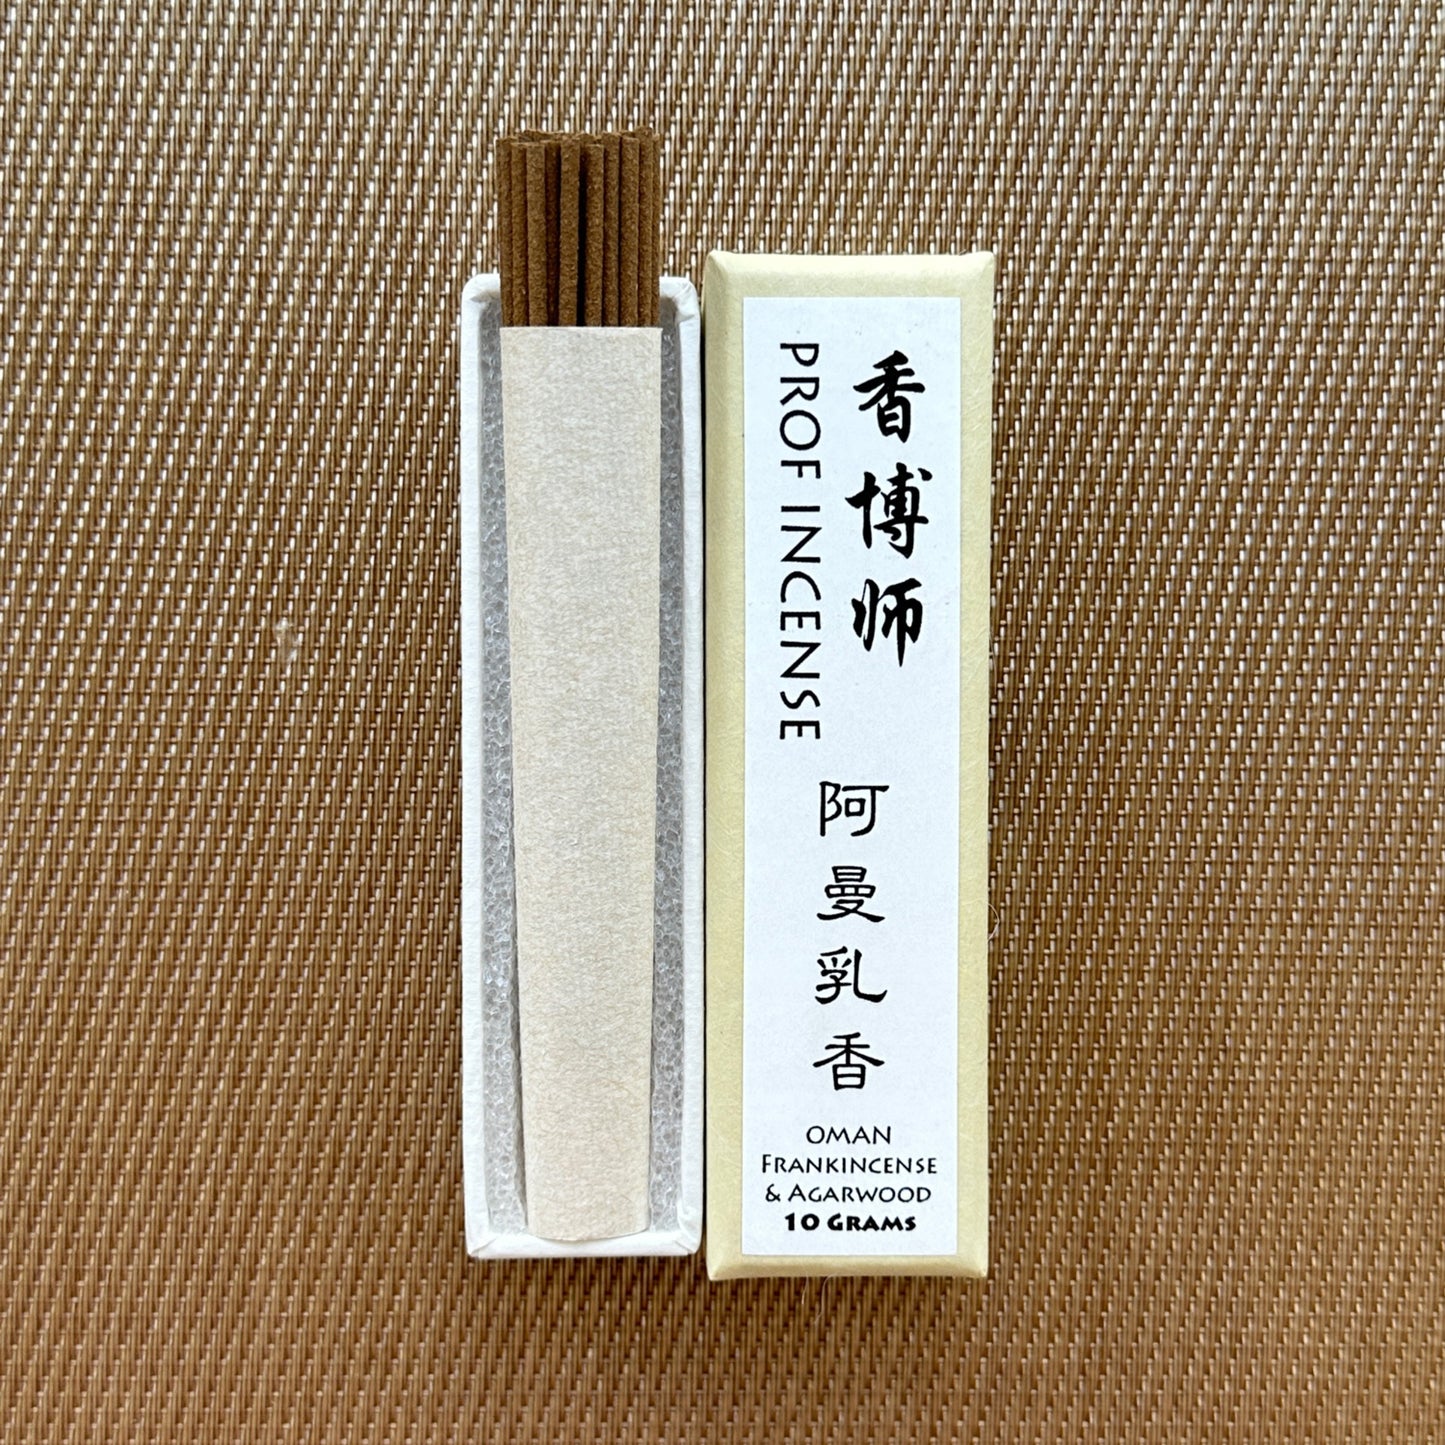 香博师
PROF INCENSE
阿曼乳香
OMAN
FRANKINCENSE
& AGARWOOD
10 GRAMS